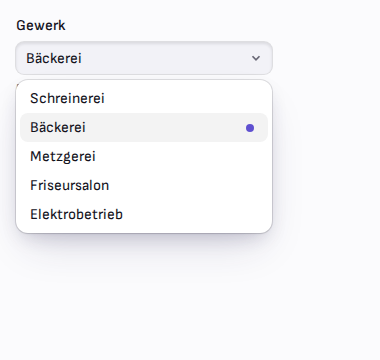 Gewerk
Bäckerei
Schreinerei
Bäckerei
Metzgerei
Friseursalon
Elektrobetrieb